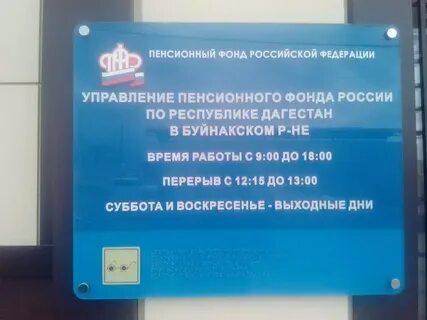 ПЕНСИОННЫЙ ФОНД РОССИЙСКОЙ ФЕДЕРАЦИИ
УПРАВЛЕНИЕ ПЕНСИОННОГО ФОНДА РОССИИ
ПО РЕСПУБЛИКЕ ДАГЕСТАН
В БУЙНАКСКОМ Р-НЕ
ВРЕМЯ РАБОТЫ С 9:00 ДО 18:00
ПЕРЕРЫВ С 12:15 ДО 13:00
СУББОТА И ВОСКРЕСЕНЬЕ - ВЫХОДНЫЕ ДНИ